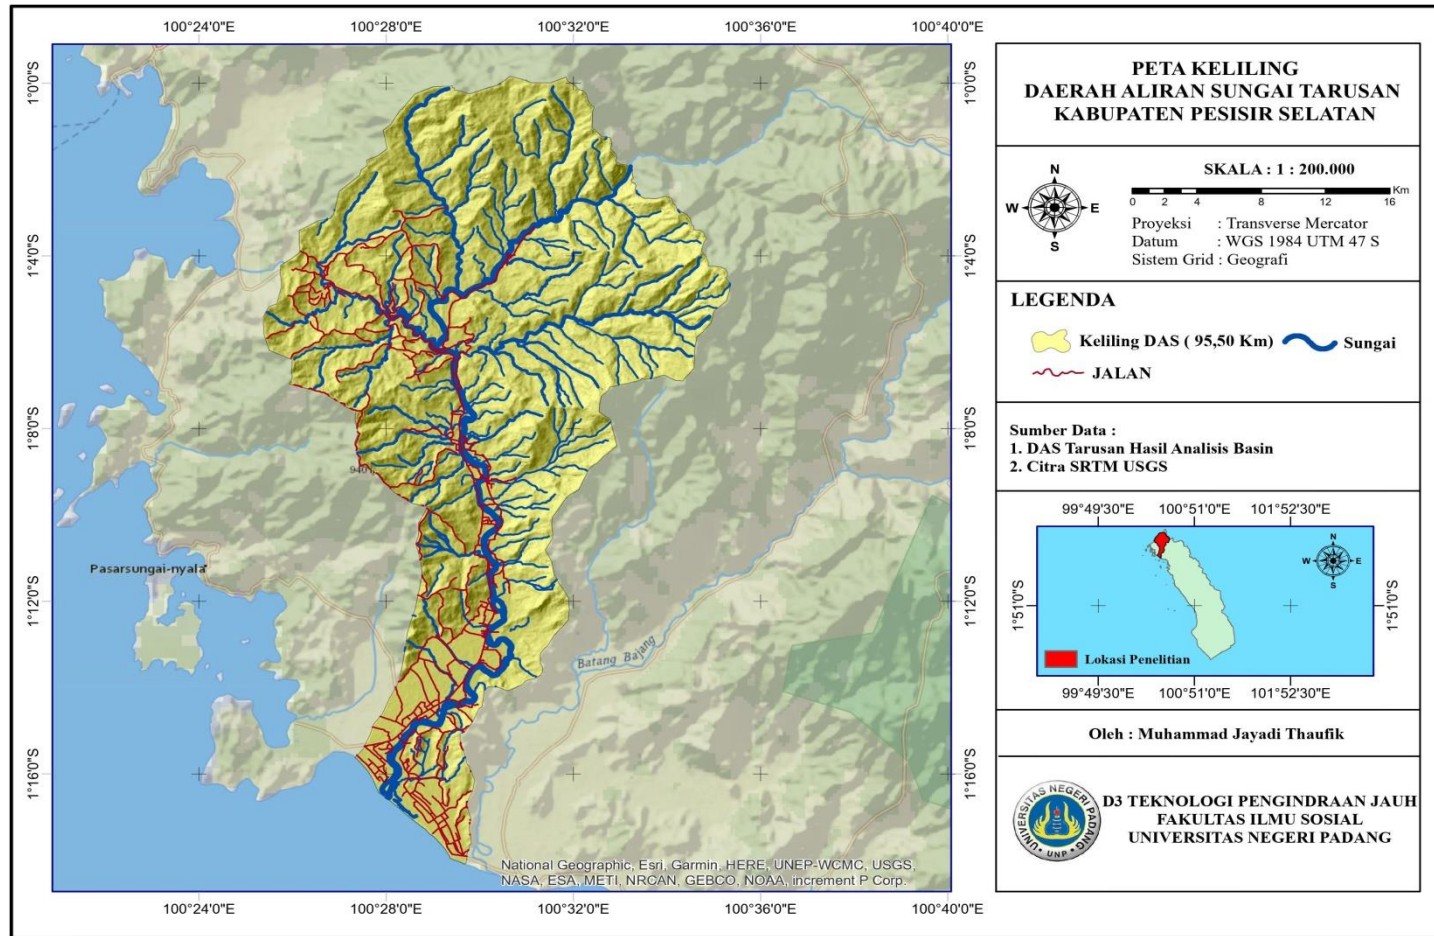 100°24'0"E 100°28'0"E 100°32'0"E 100°36'0"E 100°40'0"E
1°0'0"S 1°0'0"S
1°4'0"S 1°4'0"S
1°8'0"S 1°8'0"S
940
Pasarsungai-nyala
1°12'0"S 1°12'0"S
Batang Bajang
1°16'0"S 1°16'0"S
National Geographic, Esri, Garmin, HERE, UNEP-WCMC, USGS,
NASA, ESA, METI, NRCAN, GEBCO, NOAA, increment P Corp.
100°24'0"E 100°28'0"E 100°32'0"E 100°36'0"E 100°40'0"E
PETA KELILING
DAERAH ALIRAN SUNGAI TARUSAN
KABUPATEN PESISIR SELATAN
N
W E
S
SKALA : 1 : 200.000
Km
0 2 4 8 12 16
Proyeksi : Transverse Mercator
Datum : WGS 1984 UTM 47 S
Sistem Grid : Geografi
LEGENDA
Keliling DAS ( 95,50 Km) Sungai
JALAN
Sumber Data :
1. DAS Tarusan Hasil Analisis Basin
2. Citra SRTM USGS
99°49'30"E 100°51'0"E 101°52'30"E
N
W E
S
1°51'0"S 1°51'0"S
Lokasi Penelitian
99°49'30"E 100°51'0"E 101°52'30"E
Oleh : Muhammad Jayadi Thaufik
UNIVERSITAS NEGERI PADANG
UNP
D3 TEKNOLOGI PENGINDRAAN JAUH
FAKULTAS ILMU SOSIAL
UNIVERSITAS NEGERI PADANG